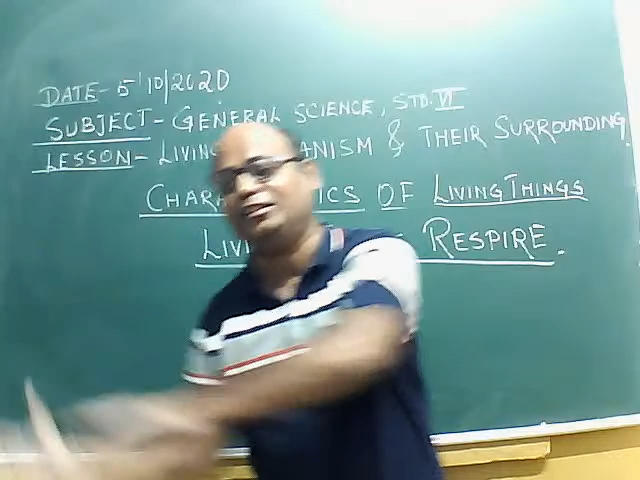 DATE- 5/10/2020
SUBJECT- GENERAL SCIENCE, STD. VI
LESSON- LIVING ANISM & THEIR SURROUNDING.
CHARA ICS OF LIVING THINGS
LIVI RESPIRE.